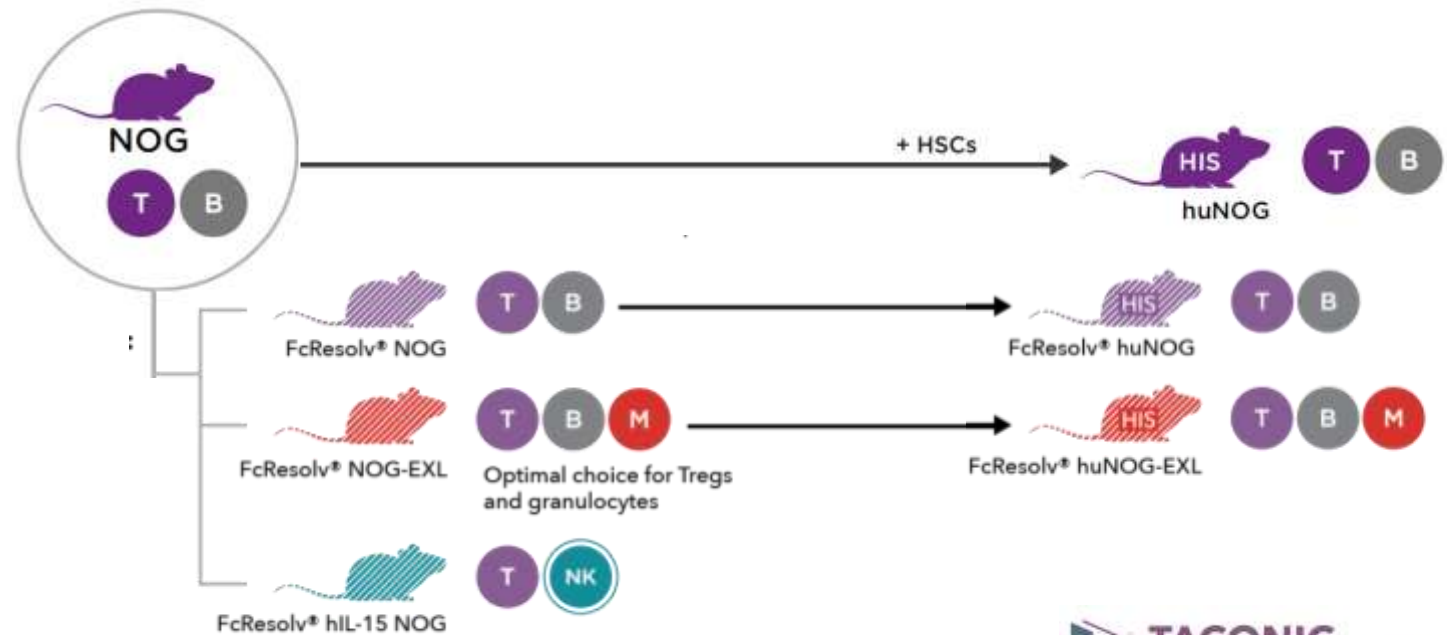 NOG
T B
+ HSCs
HIS
huNOG
T B
FcResolv® NOG
T B
HIS
FcResolv® huNOG
T B
FcResolv® NOG-EXL
T B M
Optimal choice for Tregs
and granulocytes
HIS
FcResolv® huNOG-EXL
T B M
FcResolv® hIL-15 NOG
T NK
TACONIC